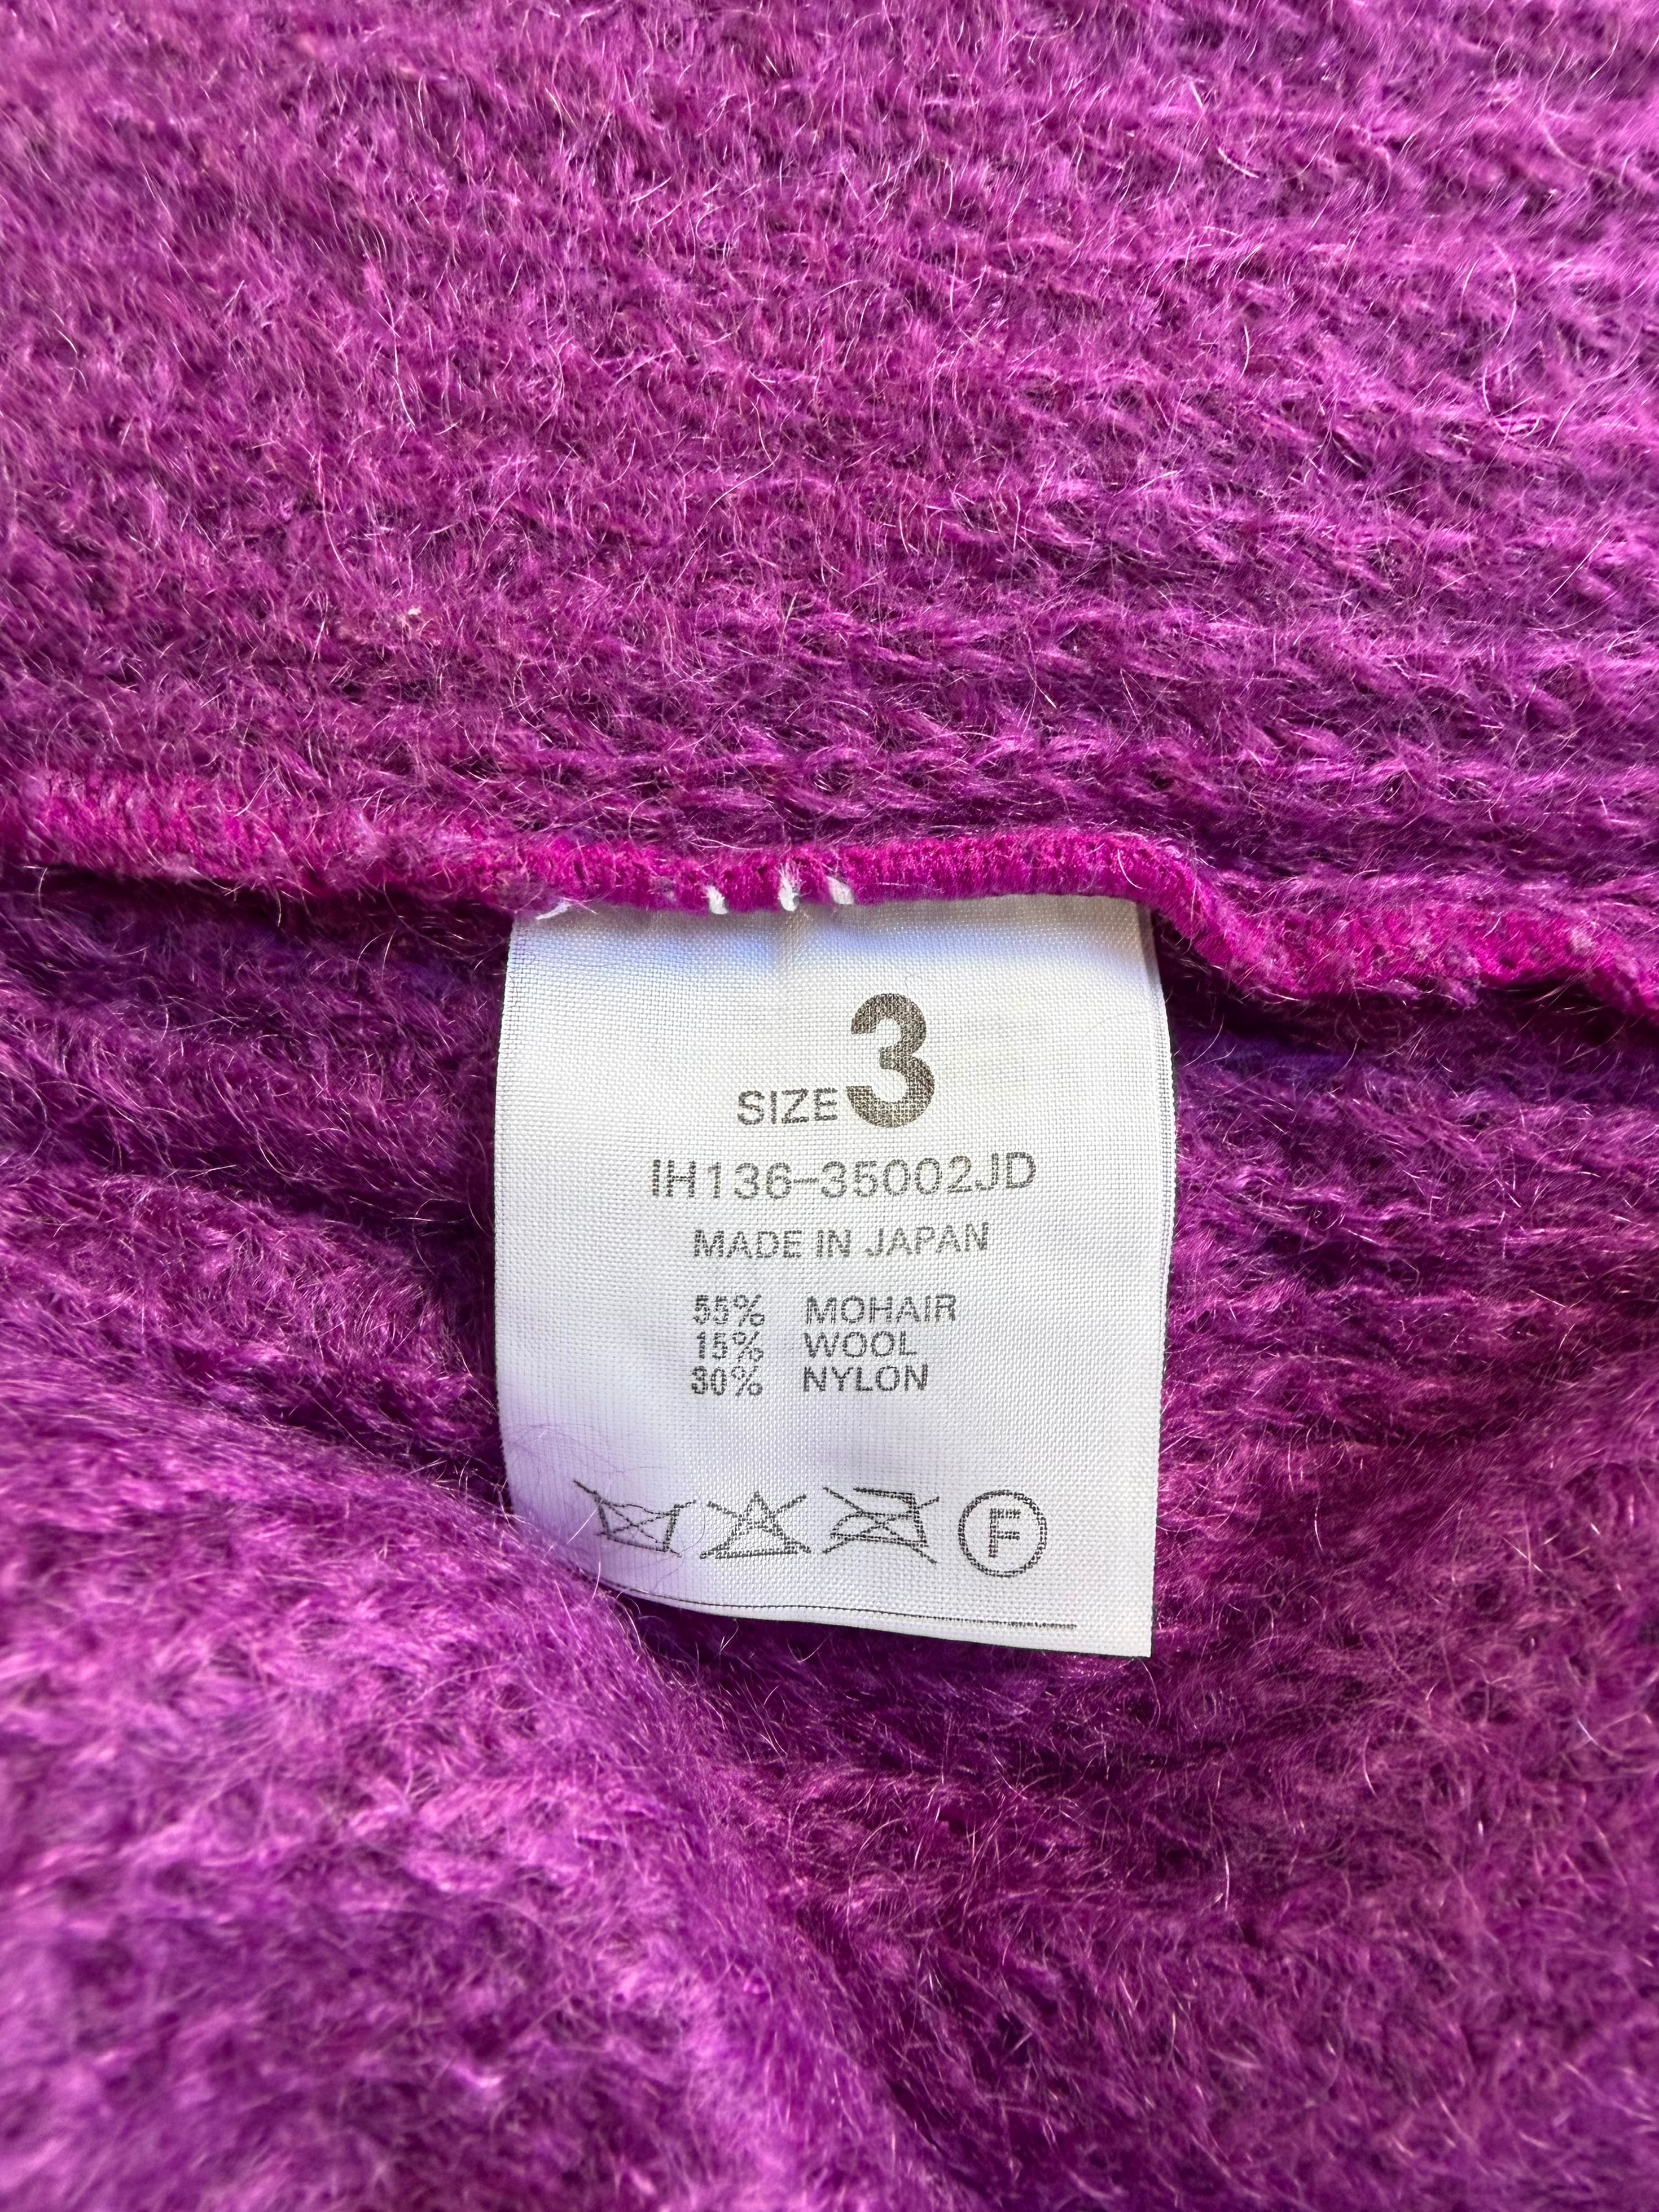 SIZE 3
IH136-35002JD
MADE IN JAPAN
55% MOHAIR
15% WOOL
30% NYLON
F